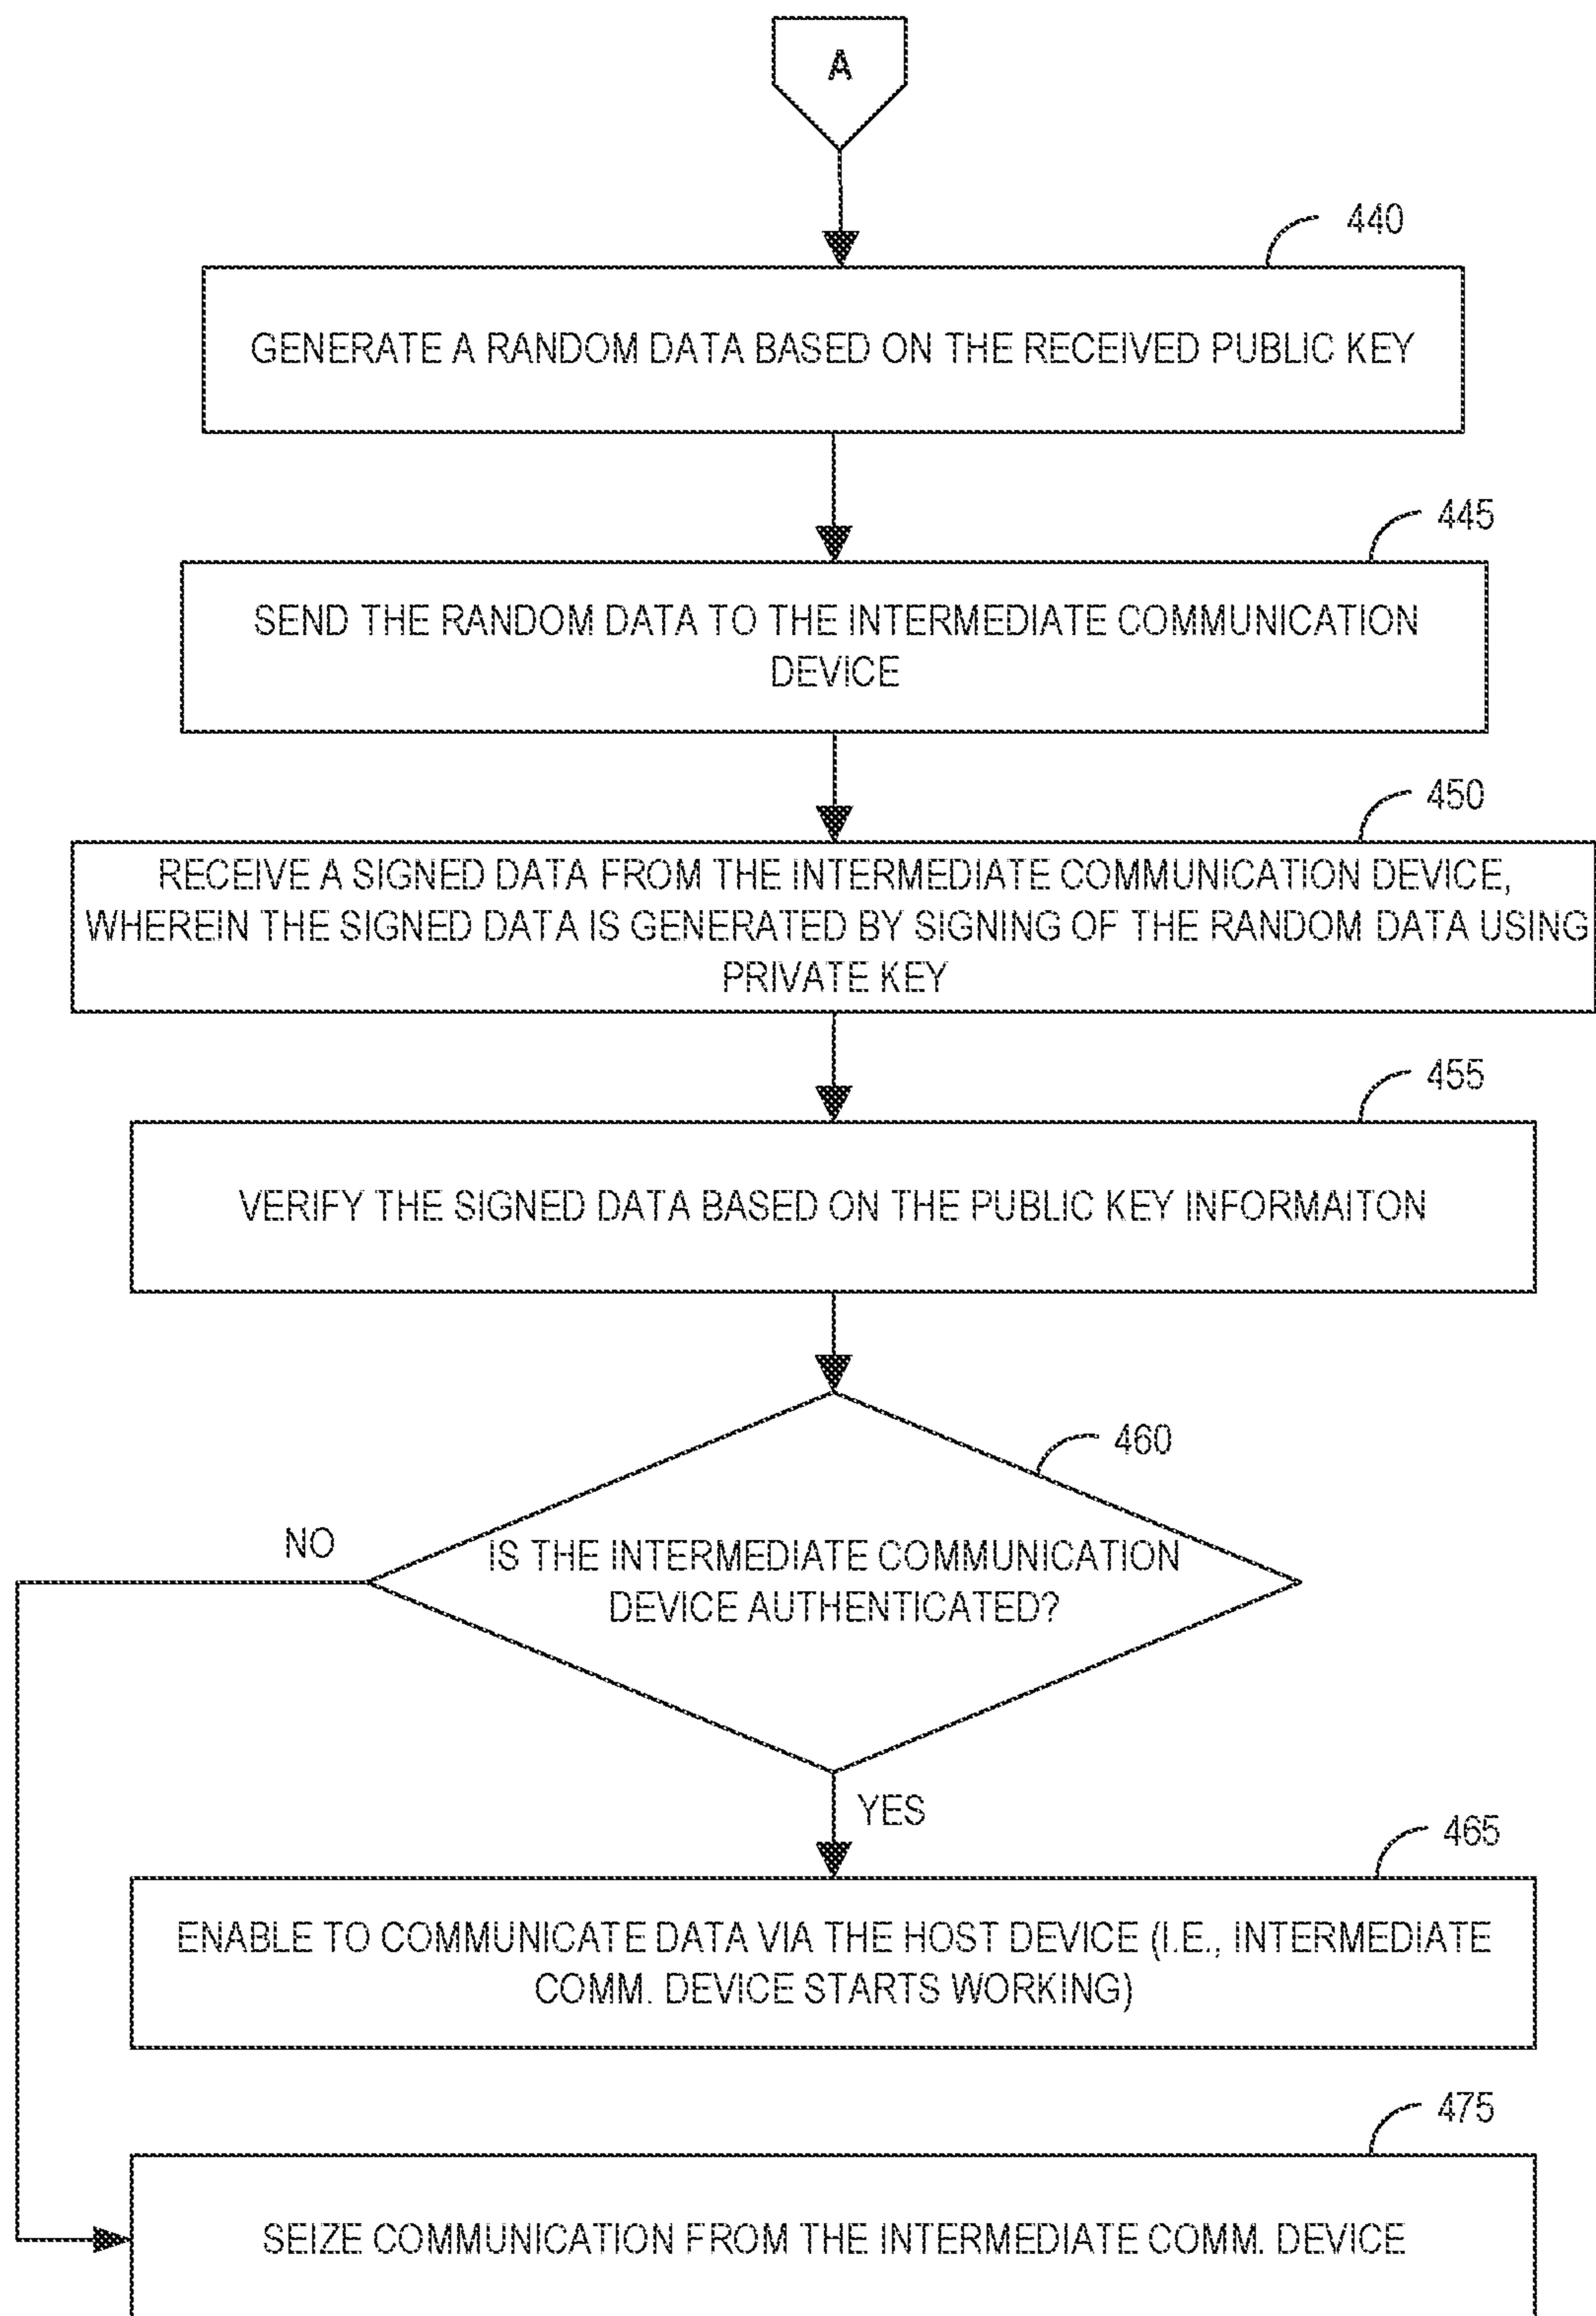 A
440
GENERATE A RANDOM DATA BASED ON THE RECEIVED PUBLIC KEY
445
SEND THE RANDOM DATA TO THE INTERMEDIATE COMMUNICATION
DEVICE
450
RECEIVE A SIGNED DATA FROM THE INTERMEDIATE COMMUNICATION DEVICE,
WHEREIN THE SIGNED DATA IS GENERATED BY SIGNING OF THE RANDOM DATA USING
PRIVATE KEY
455
VERIFY THE SIGNED DATA BASED ON THE PUBLIC KEY INFORMAITON
460
NO
IS THE INTERMEDIATE COMMUNICATION
DEVICE AUTHENTICATED?
YES
465
ENABLE TO COMMUNICATE DATA VIA THE HOST DEVICE (I.E., INTERMEDIATE
COMM. DEVICE STARTS WORKING)
475
SEIZE COMMUNICATION FROM THE INTERMEDIATE COMM. DEVICE